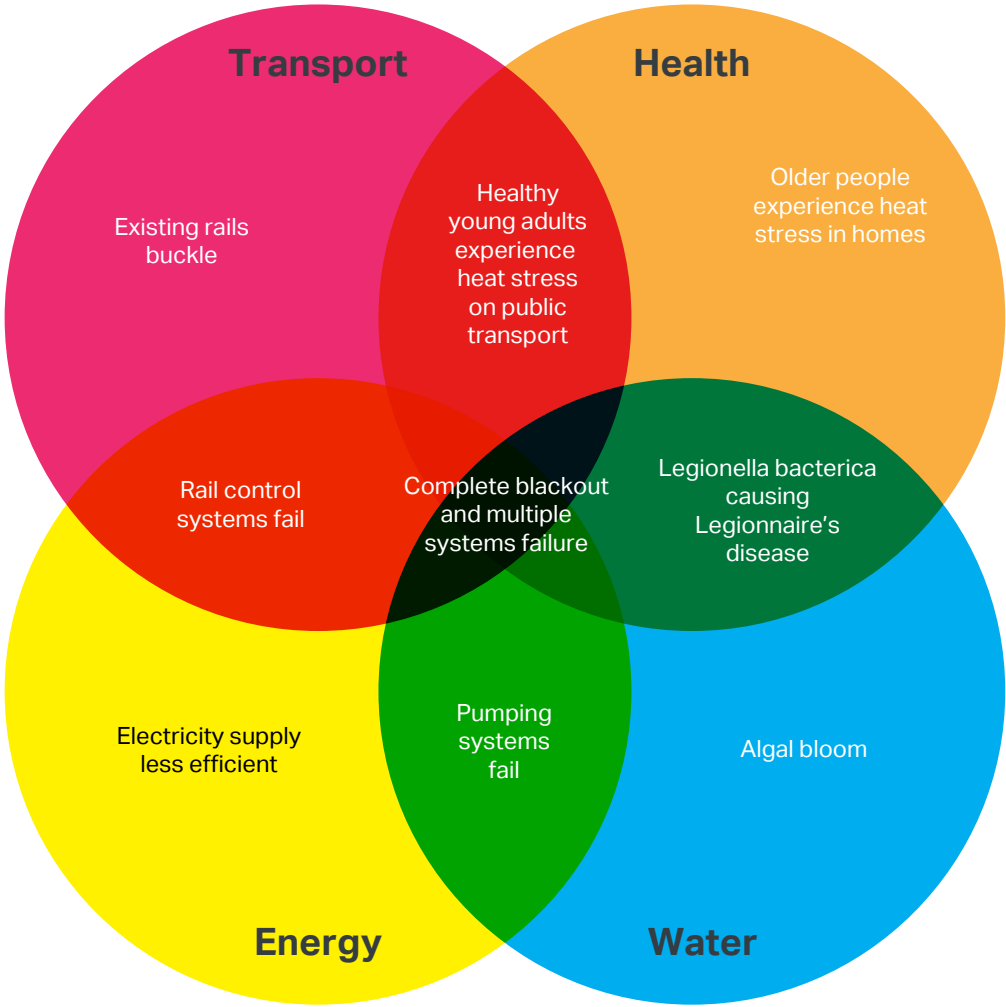 Transport
Health
Existing rails
buckle
Healthy
young adults
experience
heat stress
on public
transport
Older people
experience heat
stress in homes
Rail control
systems fail
Complete blackout
and multiple
systems failure
Legionella bacterica
causing
Legionnaire’s
disease
Electricity supply
less efficient
Pumping
systems
fail
Algal bloom
Energy
Water